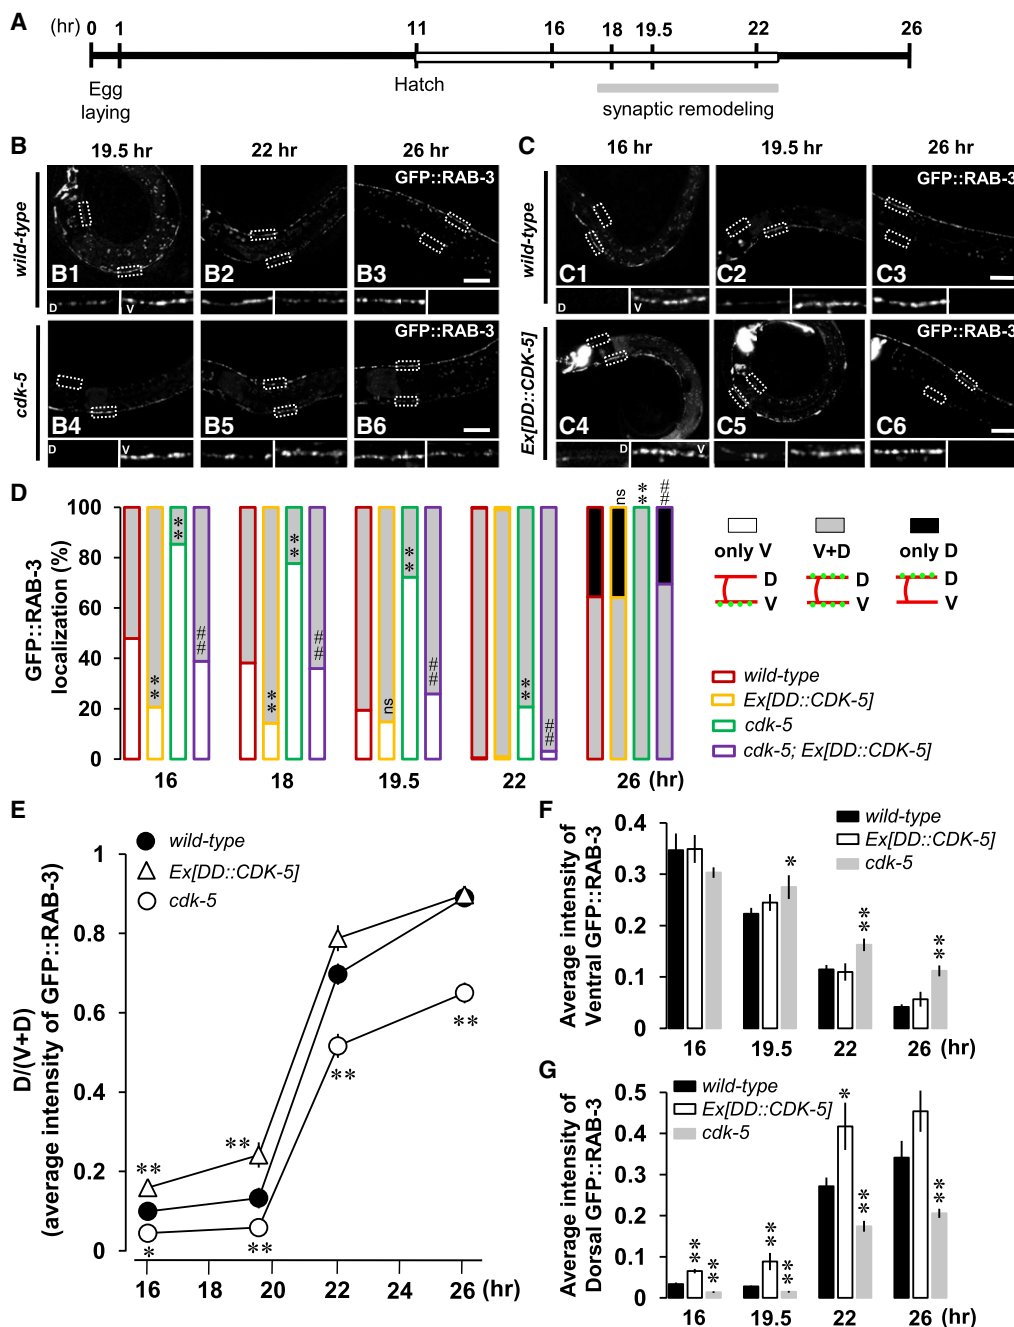 A
(hr) 0 1 11 16 18 19.5 22 26
Egg
laying
Hatch
synaptic remodeling
B
19.5 hr 22 hr 26 hr
wild-type
GFP::RAB-3
B1 B2 B3
D V
cdk-5
GFP::RAB-3
B4 B5 B6
D V
C
16 hr 19.5 hr 26 hr
wild-type
GFP::RAB-3
C1 C2 C3
D V
Ex[DD::CDK-5]
GFP::RAB-3
C4 C5 C6
D V
D
GFP::RAB-3
localization (%)
100
80
60
40
20
0
** ** ##
** ** ##
ns ** ##
** ##
ns ** ##
16 18 19.5 22 26 (hr)
only V V+D only D
D D D
V V V
wild-type
Ex[DD::CDK-5]
cdk-5
cdk-5; Ex[DD::CDK-5]
E
wild-type
Ex[DD::CDK-5]
cdk-5
D/(V+D)
(average intensity of GFP::RAB-3)
1
0.8
0.6
0.4
0.2
0
** ** ** **
* **
16 18 20 22 24 26 (hr)
F
wild-type
Ex[DD::CDK-5]
cdk-5
Average intensity of
Ventral GFP::RAB-3
0.4
0.3
0.2
0.1
0
* ** **
16 19.5 22 26 (hr)
G
wild-type
Ex[DD::CDK-5]
cdk-5
Average intensity of
Dorsal GFP::RAB-3
0.5
0.4
0.3
0.2
0.1
0
** ** ** ** * ** **
16 19.5 22 26 (hr)